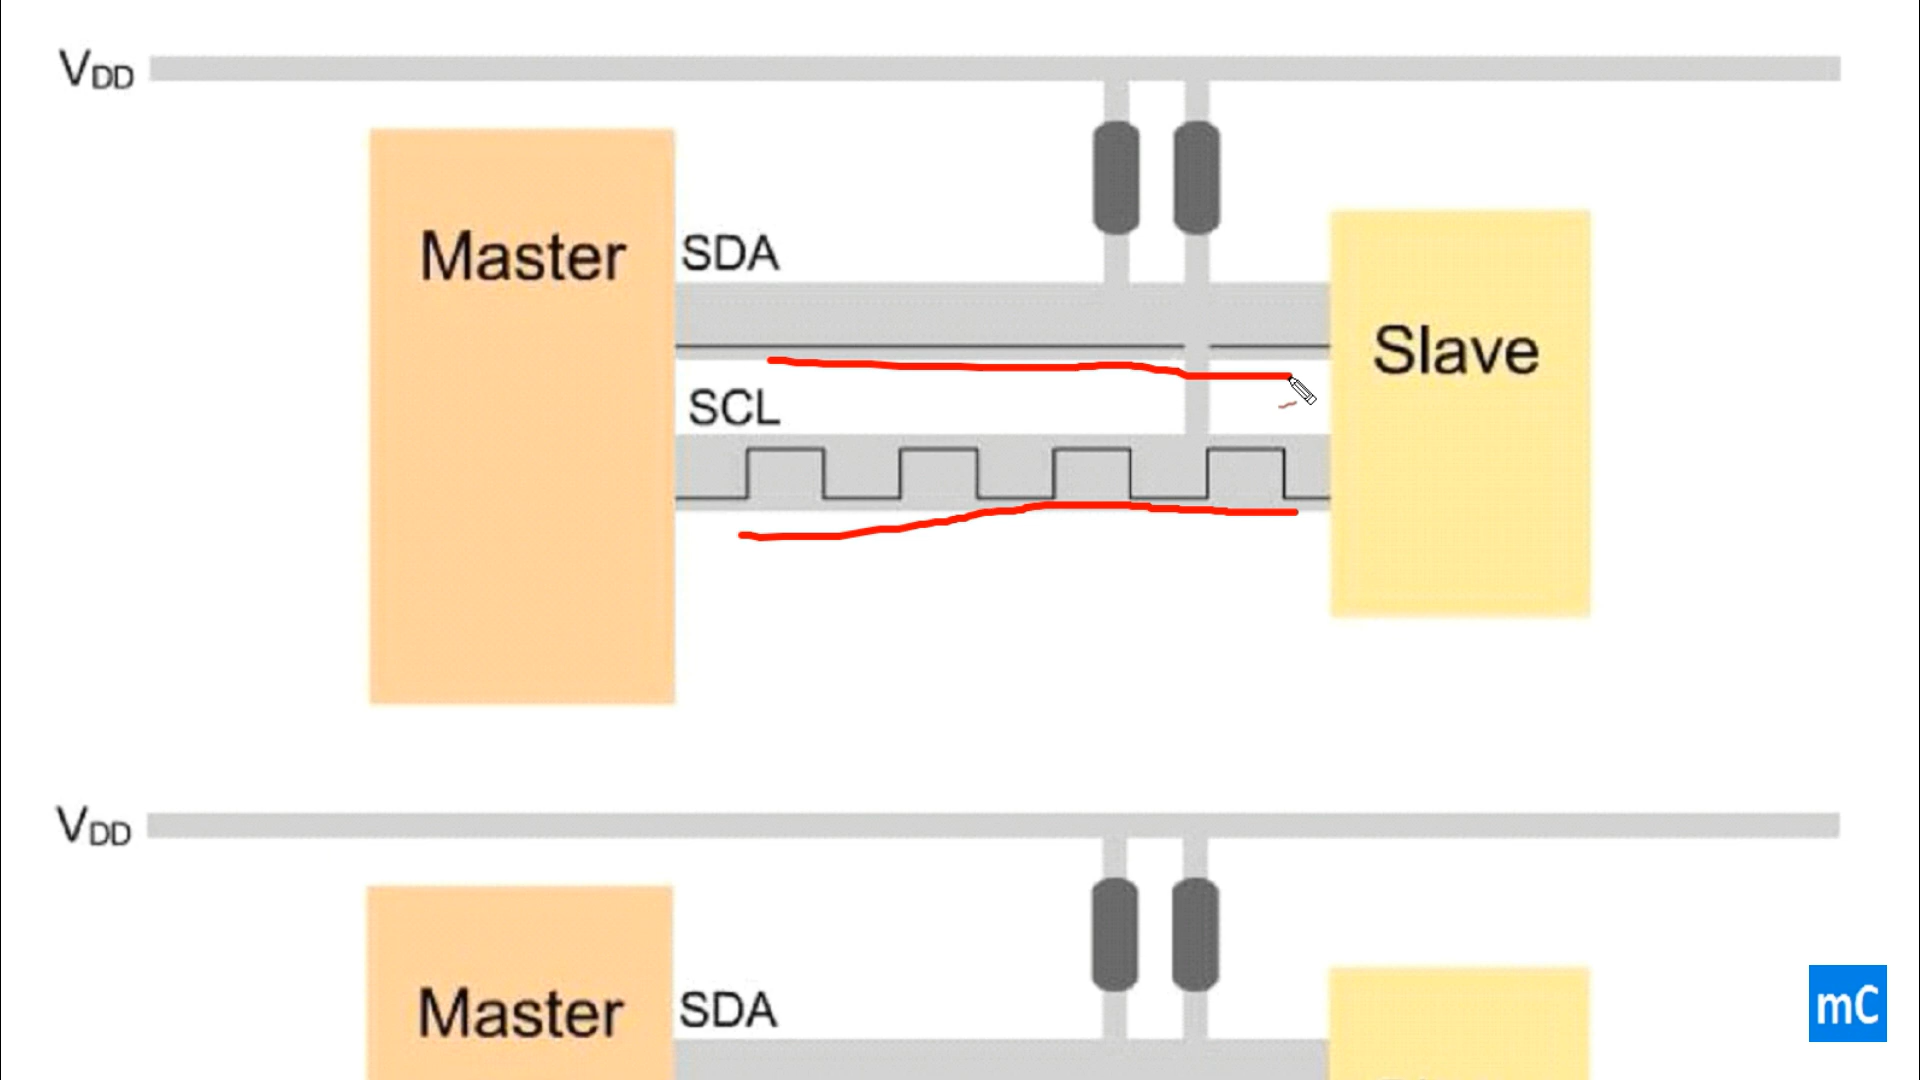 VDD
Master
SDA
Slave
SCL
VDD
Master
SDA
mC